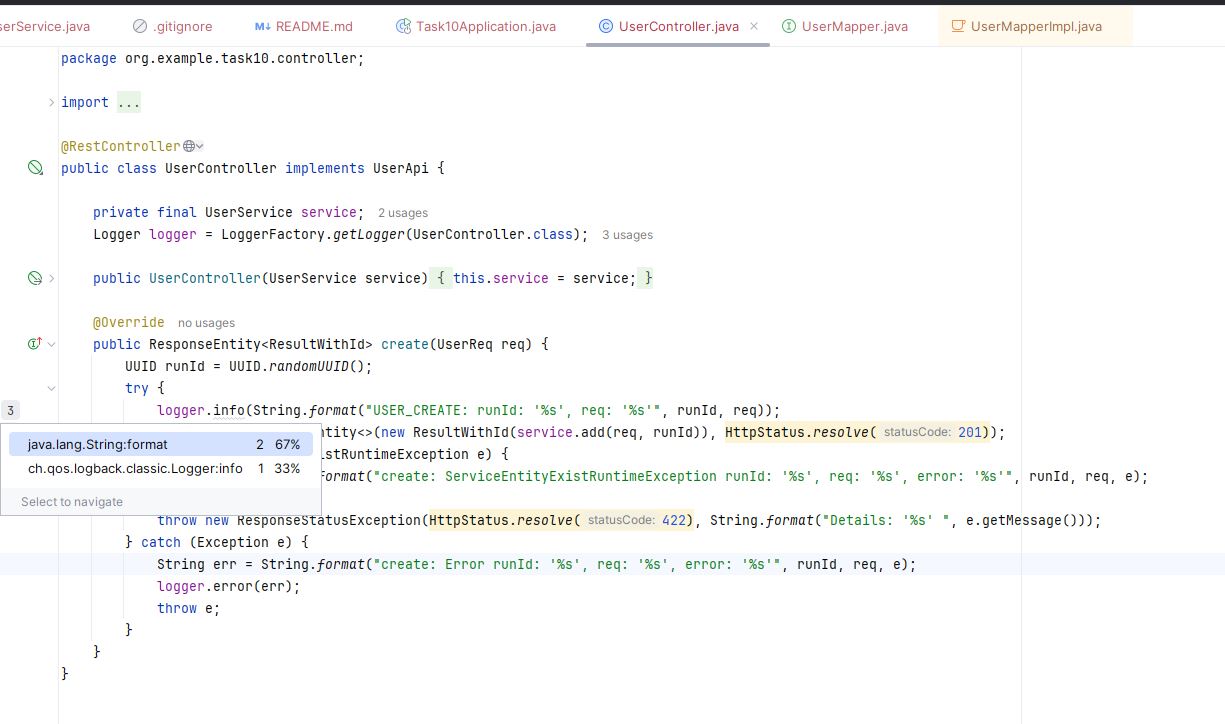 serService.java .gitignore M↓ README.md Task10Application.java UserController.java × UserMapper.java UserMapperImpl.java
package org.example.task10.controller;
import ...
@RestController
public class UserController implements UserApi {
private final UserService service; 2 usages
Logger logger = LoggerFactory.getLogger(UserController.class); 3 usages
public UserController(UserService service) { this.service = service; }
@Override no usages
public ResponseEntity<ResultWithId> create(UserReq req) {
UUID runId = UUID.randomUUID();
try {
3 logger.info(String.format("USER_CREATE: runId: '%s', req: '%s'", runId, req));
ntity<>(new ResultWithId(service.add(req, runId)), HttpStatus.resolve( statusCode: 201));
java.lang.String:format 2 67%
istRuntimeException e) {
ch.qos.logback.classic.Logger:info 1 33%
format("create: ServiceEntityExistRuntimeException runId: '%s', req: '%s', error: '%s'", runId, req, e);
Select to navigate
throw new ResponseStatusException(HttpStatus.resolve( statusCode: 422), String.format("Details: '%s' ", e.getMessage()));
} catch (Exception e) {
String err = String.format("create: Error runId: '%s', req: '%s', error: '%s'", runId, req, e);
logger.error(err);
throw e;
}
}
}